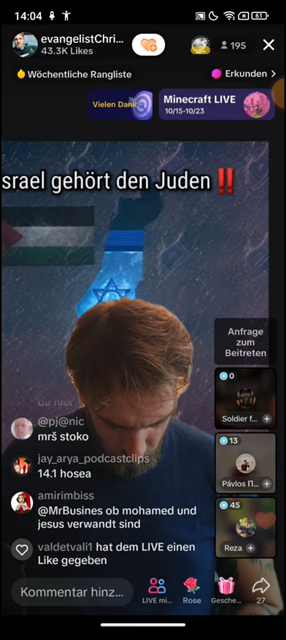 14:04
61
evangelistChri...
43.3K Likes
195
Wöchentliche Rangliste
Erkunden >
Vielen Dank
Minecraft LIVE
10/15-10/23
srael gehört den Juden ‼️
Anfrage
zum
Beitreten
0
Soldier f...
@pj@nic
mrš stoko
13
jay_arya_podcastclips
14.1 hosea
Pávlos Π...
amirimbiss
@MrBusines ob mohamed und
jesus verwandt sind
45
Reza
valdetvali1 hat dem LIVE einen
Like gegeben
Kommentar hinz...
LIVE mi...
Rose
Gesche...
27